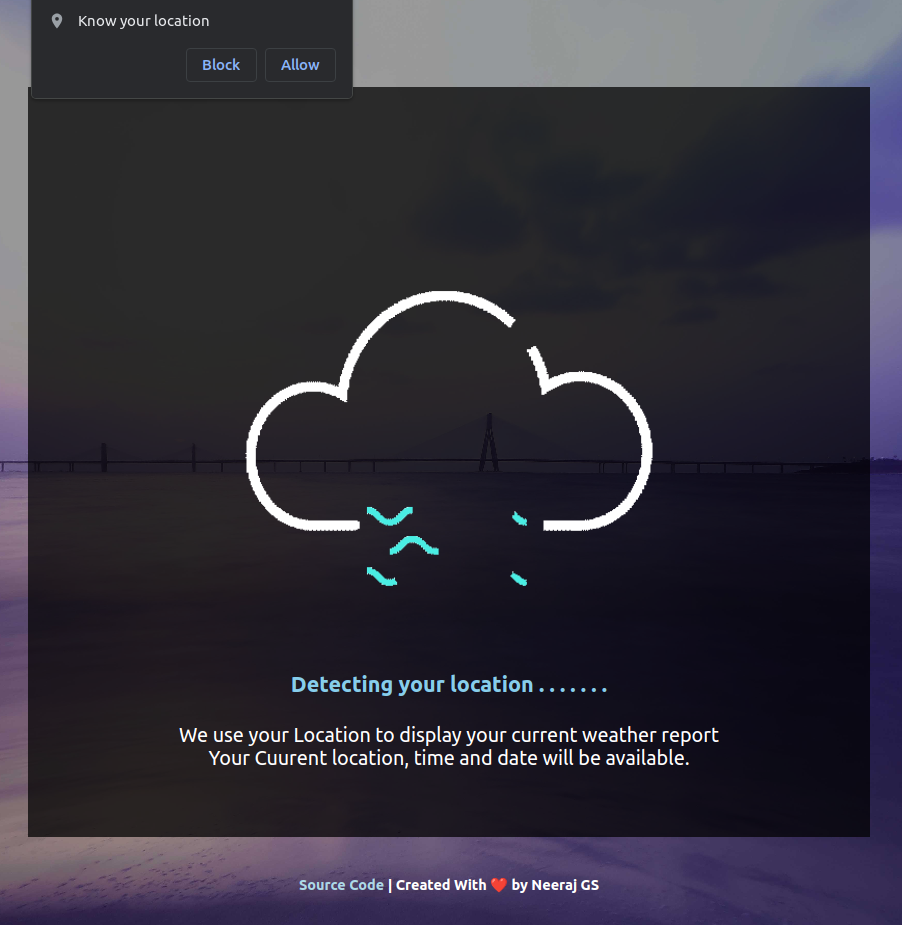 Know your location
Block Allow
Detecting your location . . . . . . .
We use your Location to display your current weather report
Your Cuurent location, time and date will be available.
Source Code | Created With ❤️ by Neeraj GS